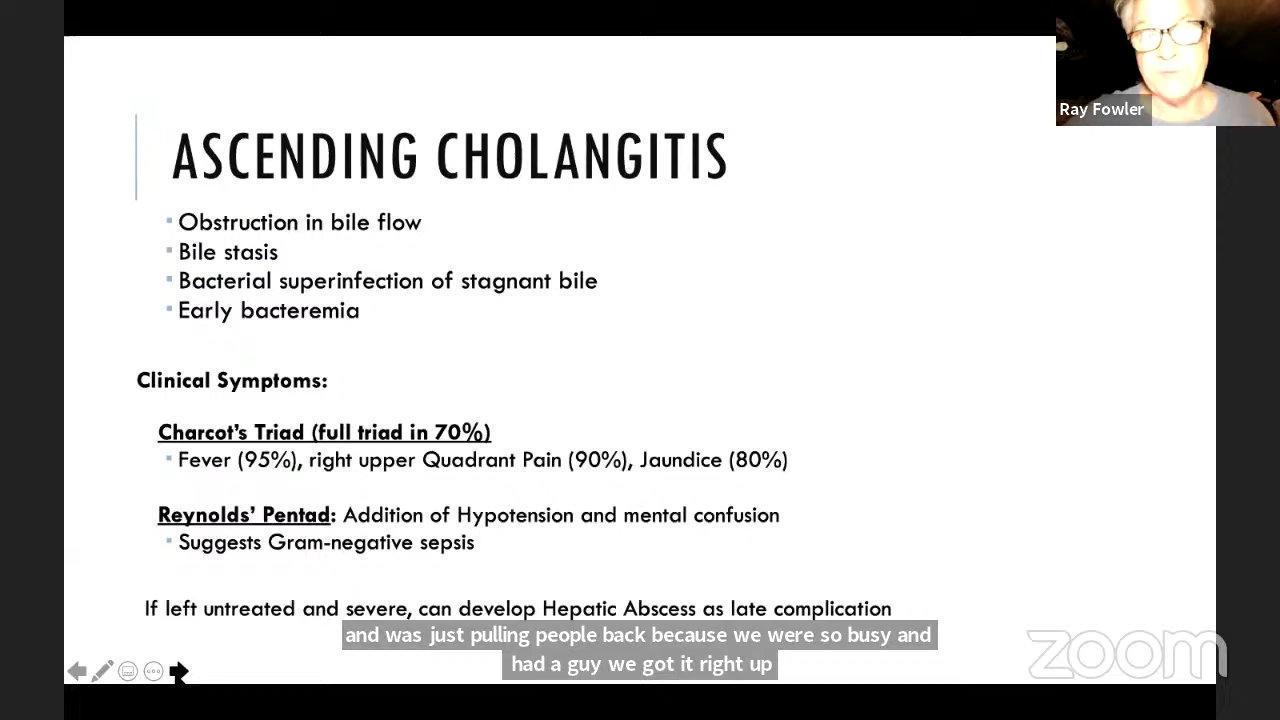 Ray Fowler
ASCENDING CHOLANGITIS
Obstruction in bile flow
Bile stasis
Bacterial superinfection of stagnant bile
Early bacteremia
Clinical Symptoms:
Charcot's Triad (full triad in 70%)
Fever (95%), right upper Quadrant Pain (90%), Jaundice (80%)
Reynolds' Pentad: Addition of Hypotension and mental confusion
Suggests Gram-negative sepsis
If left untreated and severe, can develop Hepatic Abscess as late complication
and was just pulling people back because we were so busy and
had a guy we got it right up
zoom